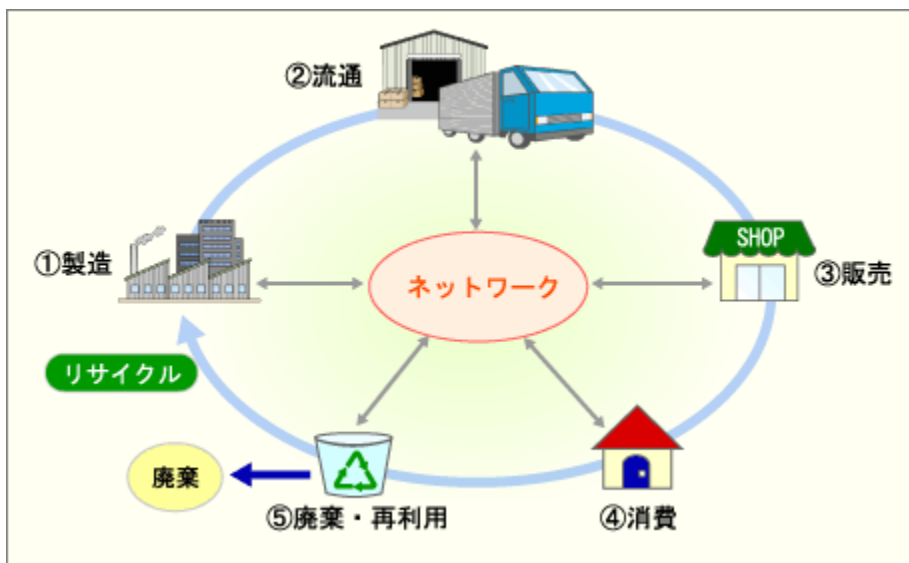 ②流通
SHOP
①製造
③販売
ネットワーク
リサイクル
廃棄
⑤廃棄・再利用
④消費